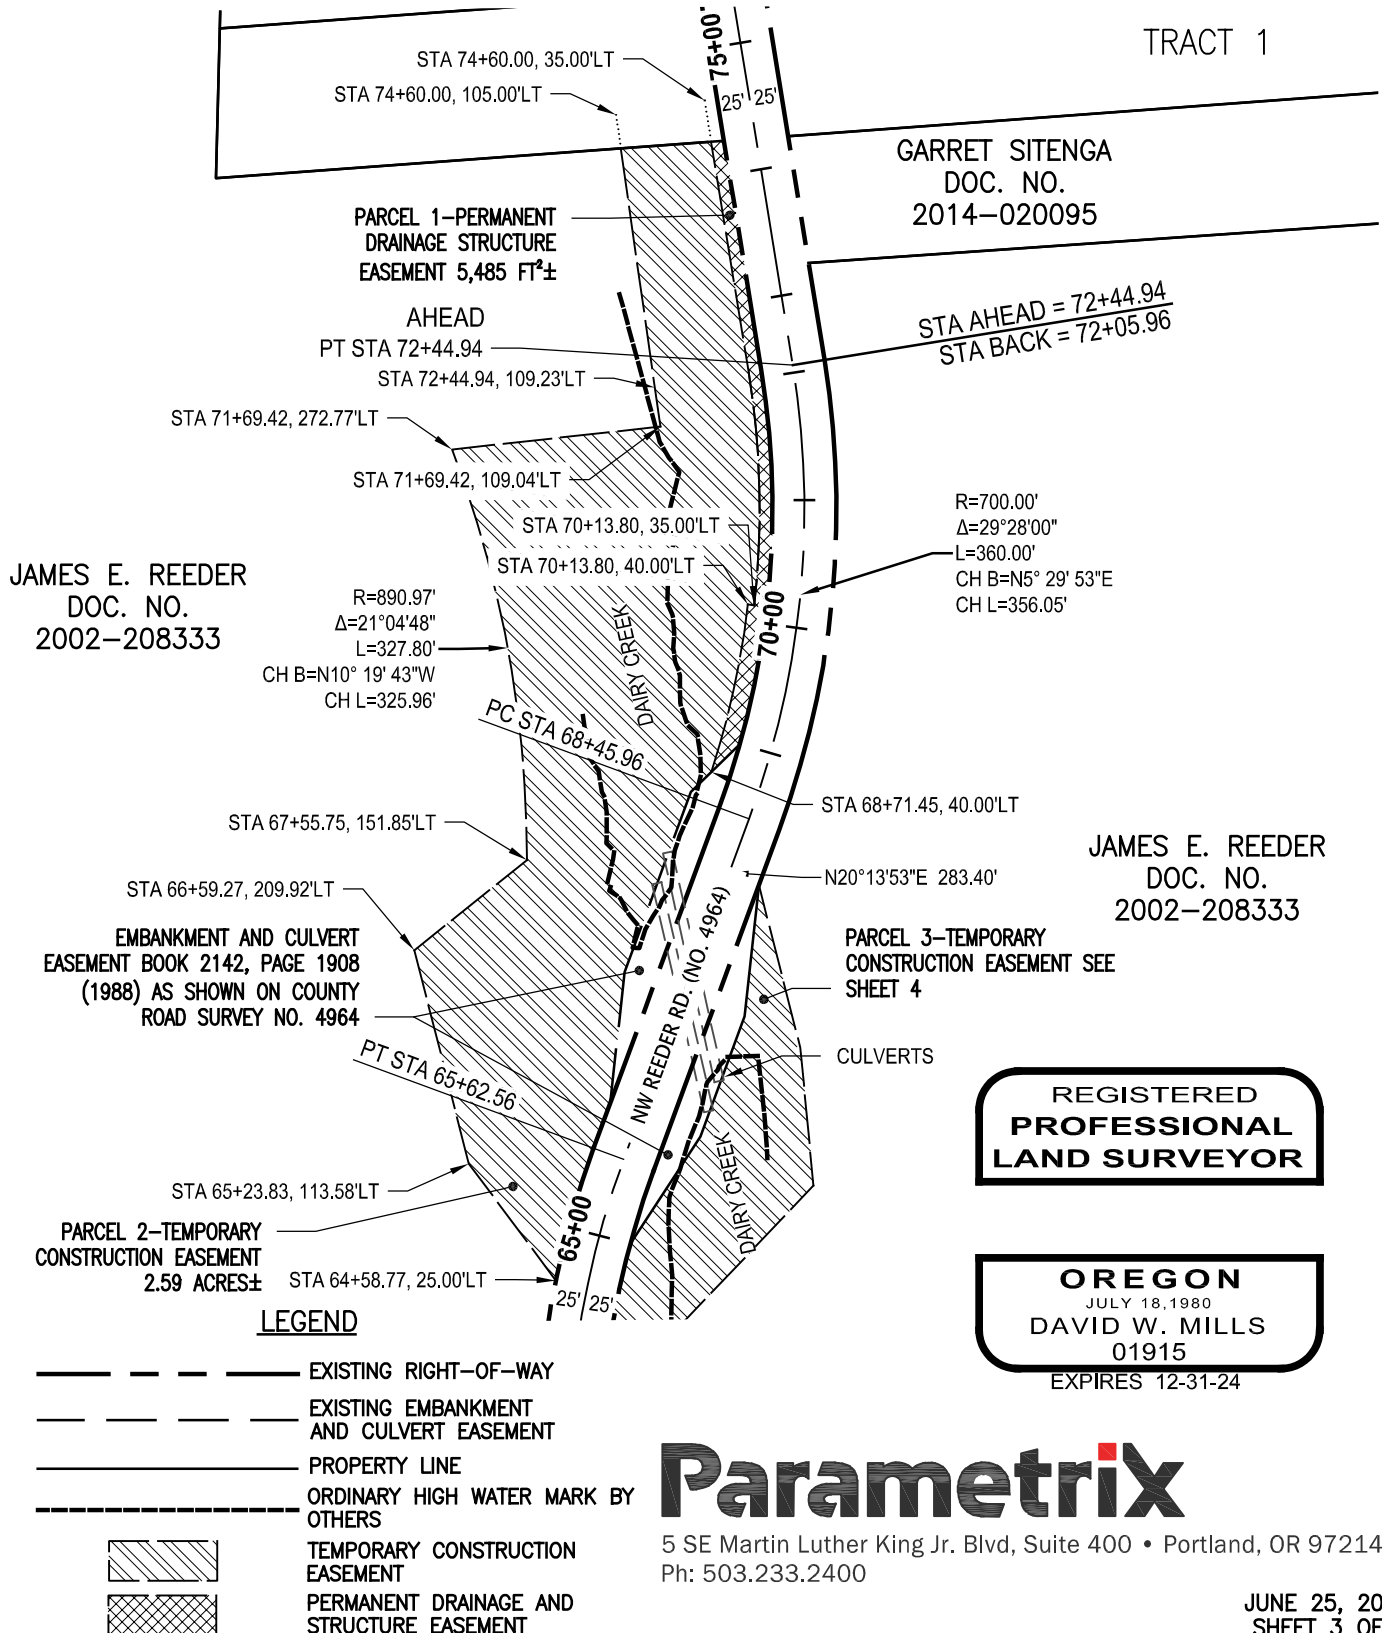 TRACT 1
STA 74+60.00, 35.00'LT
STA 74+60.00, 105.00'LT
75+00
25' 25'
GARRET SITENGA
DOC. NO.
2014-020095
PARCEL 1-PERMANENT
DRAINAGE STRUCTURE
EASEMENT 5,485 FT²±
AHEAD
PT STA 72+44.94
STA AHEAD = 72+44.94
STA BACK = 72+05.96
STA 72+44.94, 109.23'LT
STA 71+69.42, 272.77'LT
STA 71+69.42, 109.04'LT
STA 70+13.80, 35.00'LT
STA 70+13.80, 40.00'LT
R=700.00'
Δ=29°28'00"
L=360.00'
CH B=N5° 29' 53"E
CH L=356.05'
JAMES E. REEDER
DOC. NO.
2002-208333
R=890.97'
Δ=21°04'48"
L=327.80'
CH B=N10° 19' 43"W
CH L=325.96'
DAIRY CREEK
70+00
PC STA 68+45.96
STA 68+71.45, 40.00'LT
STA 67+55.75, 151.85'LT
N20°13'53"E 283.40'
JAMES E. REEDER
DOC. NO.
2002-208333
STA 66+59.27, 209.92'LT
EMBANKMENT AND CULVERT
EASEMENT BOOK 2142, PAGE 1908
(1988) AS SHOWN ON COUNTY
ROAD SURVEY NO. 4964
PARCEL 3-TEMPORARY
CONSTRUCTION EASEMENT SEE
SHEET 4
NW REEDER RD. (NO. 4964)
PT STA 65+62.56
CULVERTS
DAIRY CREEK
STA 65+23.83, 113.58'LT
PARCEL 2-TEMPORARY
CONSTRUCTION EASEMENT
2.59 ACRES±
STA 64+58.77, 25.00'LT
65+00
25' 25'
REGISTERED
PROFESSIONAL
LAND SURVEYOR
OREGON
JULY 18,1980
DAVID W. MILLS
01915
EXPIRES 12-31-24
LEGEND
EXISTING RIGHT-OF-WAY
EXISTING EMBANKMENT
AND CULVERT EASEMENT
PROPERTY LINE
ORDINARY HIGH WATER MARK BY
OTHERS
TEMPORARY CONSTRUCTION
EASEMENT
PERMANENT DRAINAGE AND
STRUCTURE EASEMENT
Parametrix
5 SE Martin Luther King Jr. Blvd, Suite 400 • Portland, OR 97214
Ph: 503.233.2400
JUNE 25, 20
SHEET 3 OF